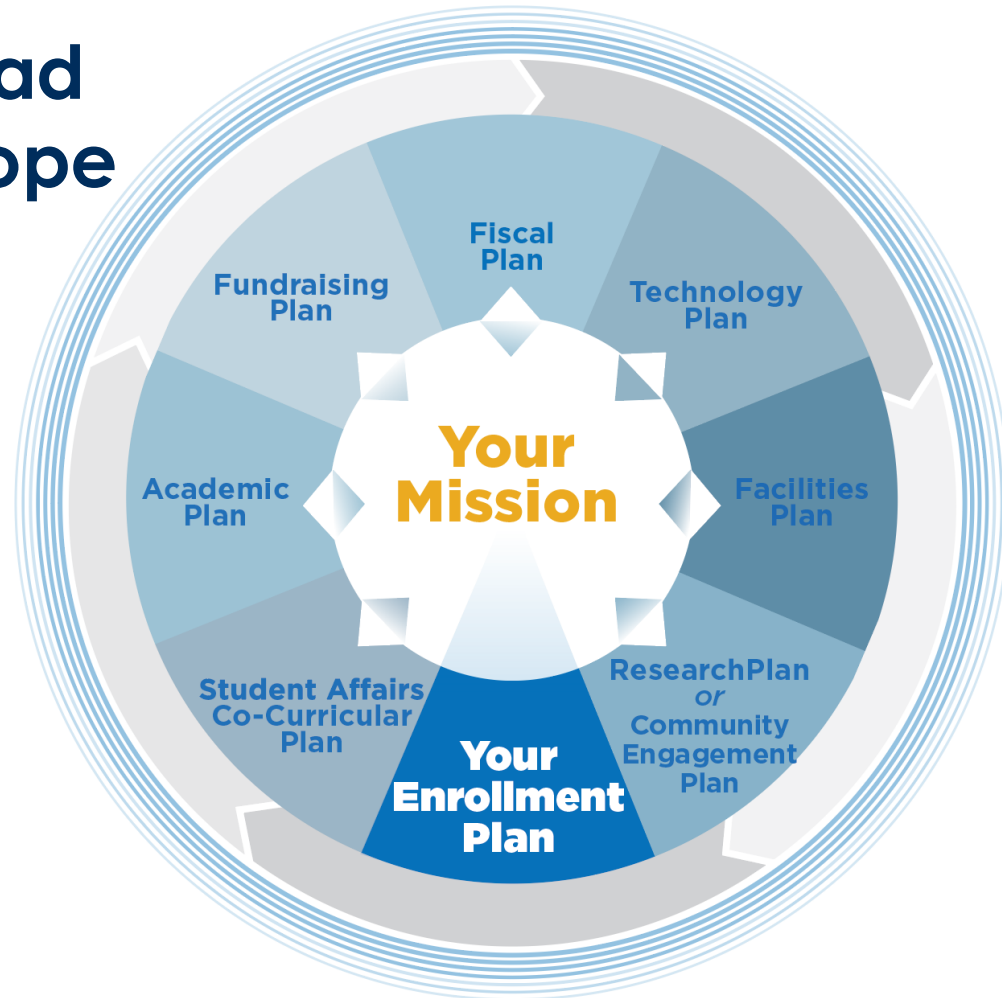 ad
ope
Fiscal
Plan
Fundraising
Plan
Technology
Plan
Your
Mission
Academic
Plan
Facilities
Plan
Student Affairs
Co-Curricular
Plan
ResearchPlan
or
Community
Engagement
Plan
Your
Enrollment
Plan